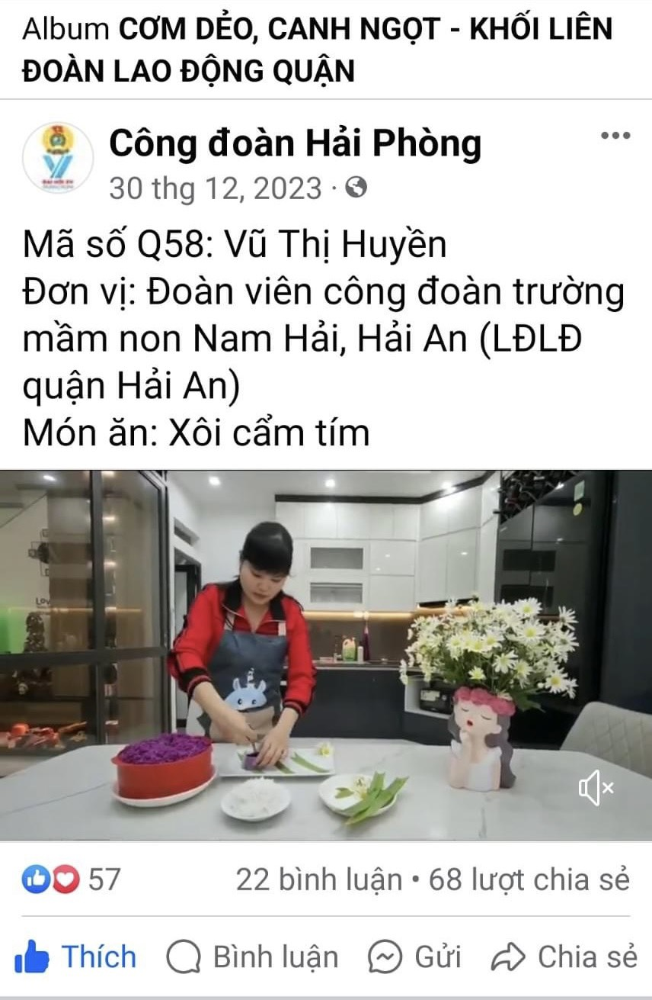 Album CƠM DẺO, CANH NGỌT - KHỐI LIÊN
ĐOÀN LAO ĐỘNG QUẬN
Công đoàn Hải Phòng
30 thg 12, 2023 ·
Mã số Q58: Vũ Thị Huyền
Đơn vị: Đoàn viên công đoàn trường
mầm non Nam Hải, Hải An (LĐLĐ
quận Hải An)
Món ăn: Xôi cẩm tím
57
22 bình luận • 68 lượt chia sẻ
Thích
Bình luận
Gửi
Chia sẻ